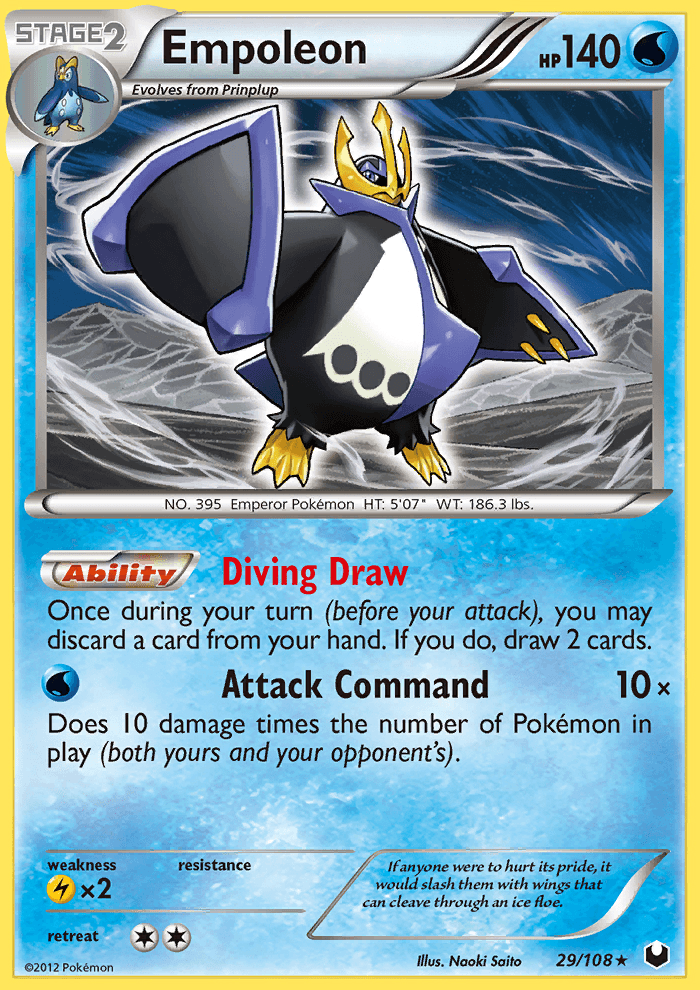 STAGE2
Empoleon
HP140
Evolves from Prinplup
NO. 395 Emperor Pokémon HT: 5'07" WT: 186.3 lbs.
Ability Diving Draw
Once during your turn (before your attack), you may
discard a card from your hand. If you do, draw 2 cards.
Attack Command 10×
Does 10 damage times the number of Pokémon in
play (both yours and your opponent's).
weakness resistance
×2
retreat
If anyone were to hurt its pride, it
would slash them with wings that
can cleave through an ice floe.
©2012 Pokémon
Illus. Naoki Saito 29/108 ★